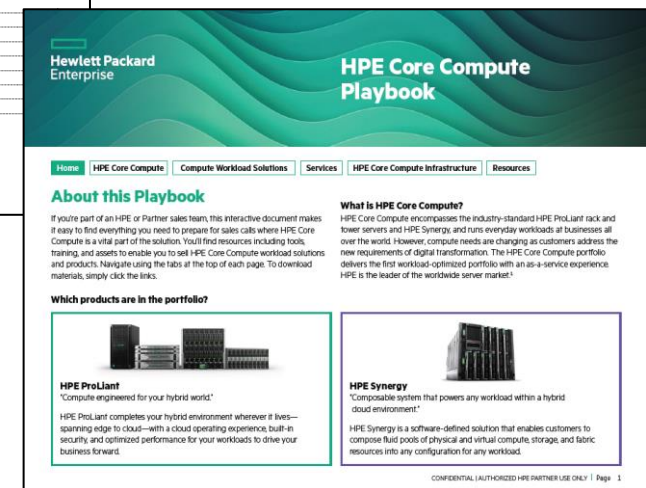 Hewlett Packard
Enterprise
HPE Core Compute
Playbook
Home
HPE Core Compute
Compute Workload Solutions
Services
HPE Core Compute Infrastructure
Resources
About this Playbook
If you're part of an HPE or Partner sales team, this interactive document makes
it easy to find everything you need to prepare for sales calls where HPE Core
Compute is a vital part of the solution. You'll find resources including tools,
training, and assets to enable you to sell HPE Core Compute workload solutions
and products. Navigate using the tabs at the top of each page. To download
materials, simply click the links.
What is HPE Core Compute?
HPE Core Compute encompasses the industry-standard HPE ProLiant rack and
tower servers and HPE Synergy, and runs everyday workloads at businesses all
over the world. However, compute needs are changing as customers address the
new requirements of digital transformation. The HPE Core Compute portfolio
delivers the first workload-optimized portfolio with an as-a-service experience.
HPE is the leader of the worldwide server market.¹
Which products are in the portfolio?
HPE ProLiant
"Compute engineered for your hybrid world."
HPE ProLiant completes your hybrid environment wherever it lives—
spanning edge to cloud—with a cloud operating experience, built-in
security, and optimized performance for your workloads to drive your
business forward.
HPE Synergy
"Composable system that powers any workload within a hybrid
cloud environment."
HPE Synergy is a software-defined solution that enables customers to
compose fluid pools of physical and virtual compute, storage, and fabric
resources into any configuration for any workload.
CONFIDENTIAL | AUTHORIZED HPE PARTNER USE ONLY | Page 1